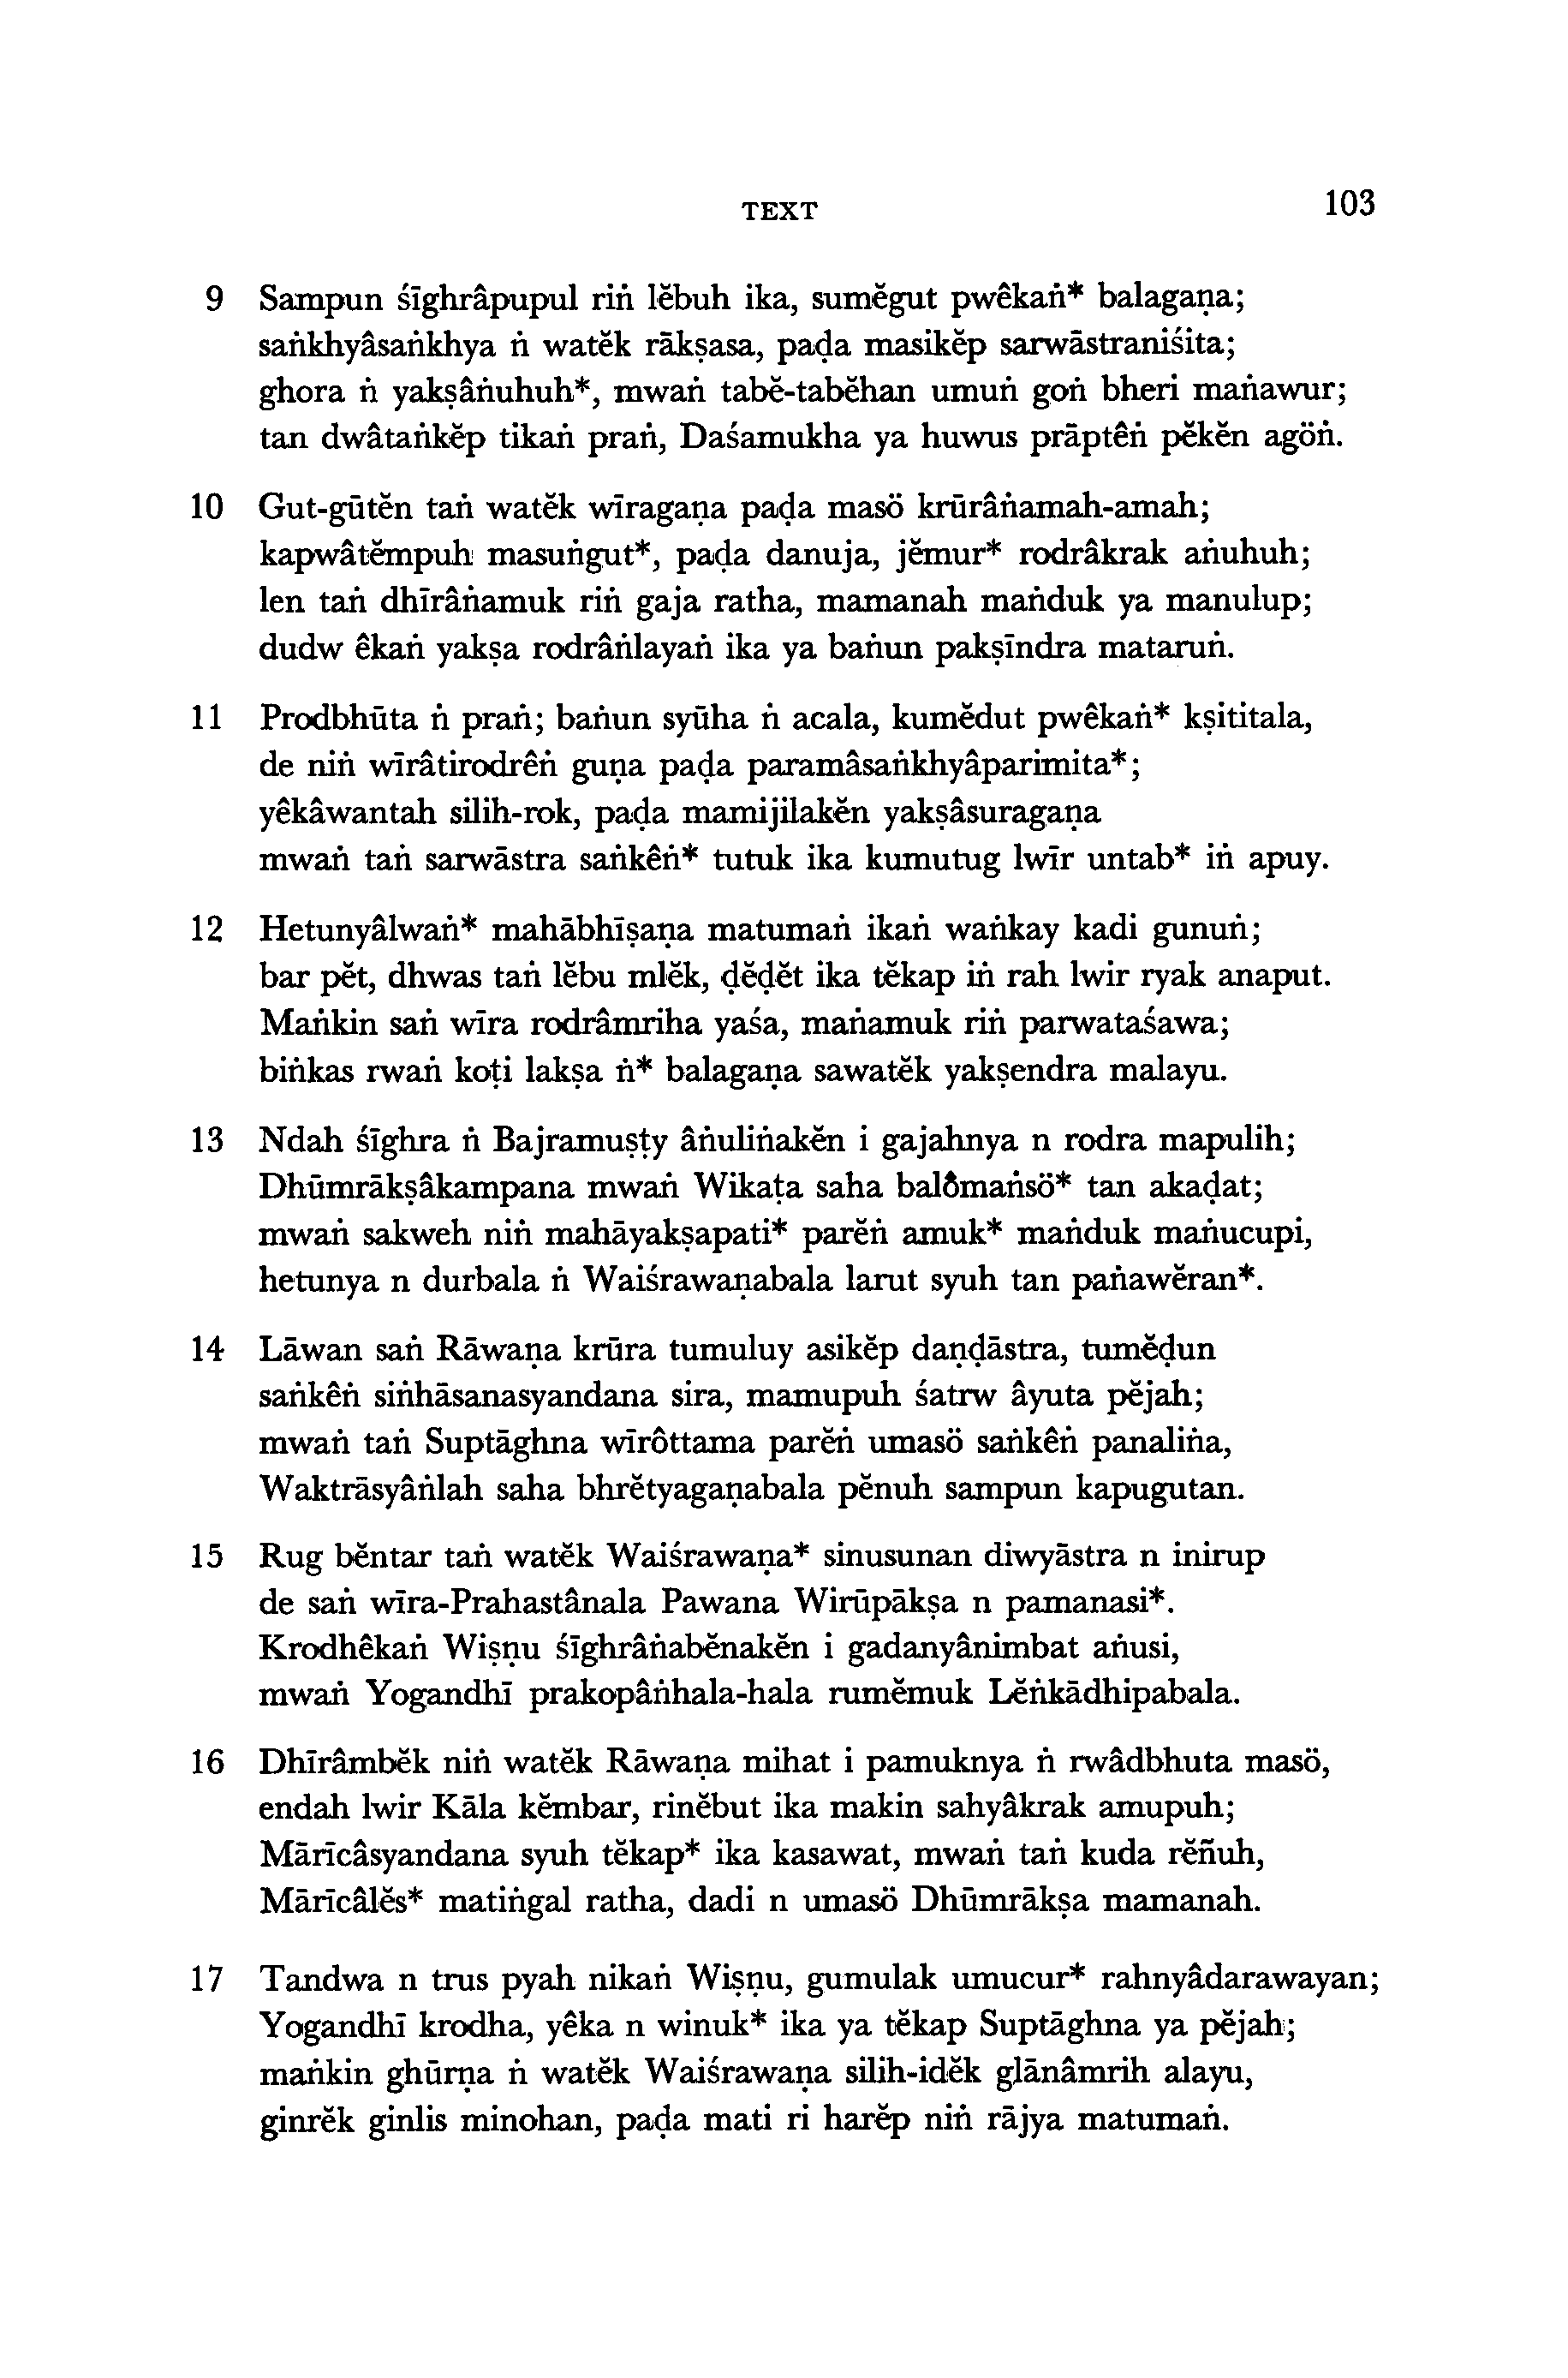 TEXT 103
9 Sampun śīghrâpupul riṅ lĕbuh ika, sumĕgut pwêkaṅ* balagaṇa;
saṅkhyâsaṅkhya ṅ watĕk rākṣasa, paḍa masikĕp sarwāstraniśita;
ghora ṅ yakṣâṅuhuh*, mwaṅ tabĕ-tabĕhan umuṅ goṅ bheri maṅawur;
tan dwâtaṅkĕp tikaṅ praṅ, Daśamukha ya huwus prāptêṅ pĕkĕn agöṅ.
10 Gut-gūtĕn taṅ watĕk wīragaṇa paḍa masö krūrâṅamah-amah;
kapwâtĕmpuh masuṅgut*, paḍa danuja, jĕmur* rodrâkrak aṅuhuh;
len taṅ dhīrâṅamuk riṅ gaja ratha, mamanah maṅduk ya manulup;
dudw êkaṅ yakṣa rodrâṅlayaṅ ika ya baṅun pakṣīndra mataruṅ.
11 Prodbhūta ṅ praṅ; baṅun syūha ṅ acala, kumĕdut pwêkaṅ* kṣititala,
de niṅ wīrâtirodrêṅ guṇa paḍa paramâsaṅkhyâparimita*;
yêkâwantah silih-rok, paḍa mamijilakĕn yakṣâsuragaṇa
mwaṅ taṅ sarwāstra saṅkêṅ* tutuk ika kumutug lwīr untab* iṅ apuy.
12 Hetunyâlwaṅ* mahābhīṣaṇa matumaṅ ikaṅ waṅkay kadi gunuṅ;
bar pĕt, dhwas taṅ lĕbu mlĕk, ḍĕḍĕt ika tĕkap iṅ rah lwir ryak anaput.
Maṅkin saṅ wīra rodrâmriha yaśa, maṅamuk riṅ parwataśawa;
biṅkas rwaṅ koṭi lakṣa ṅ* balagaṇa sawatĕk yakṣendra malayu.
13 Ndah śīghra ṅ Bajramuṣṭy âṅuliṅakĕn i gajahnya n rodra mapulih;
Dhūmrākṣâkampana mwaṅ Wikaṭa saha balômaṅsö* tan akaḍat;
mwaṅ sakweh niṅ mahāyakṣapati* parĕṅ amuk* maṅduk maṅucupi,
hetunya n durbala ṅ Waiśrawaṇabala larut syuh tan paṅawĕran*.
14 Lāwan saṅ Rāwaṇa krūra tumuluy asikĕp daṇḍāstra, tumĕḍun
saṅkêṅ siṅhāsanasyandana sira, mamupuh śatrw âyuta pĕjah;
mwaṅ taṅ Suptāghna wīrôttama parĕṅ umasö saṅkêṅ panaliṅa,
Waktrāsyâṅlah saha bhrĕtyagaṇabala pĕnuh sampun kapugutan.
15 Rug bĕntar taṅ watĕk Waiśrawaṇa* sinusunan diwyāstra n inirup
de saṅ wīra-Prahastânala Pawana Wirūpākṣa n pamanasi*.
Krodhêkaṅ Wiṣṇu śīghrâṅabĕnakĕn i gadanyânimbat aṅusi,
mwaṅ Yogandhī prakopâṅhala-hala rumĕmuk Lĕṅkādhipabala.
16 Dhīrâmbĕk niṅ watĕk Rāwaṇa mihat i pamuknya ṅ rwâdbhuta masö,
endah lwir Kāla kĕmbar, rinĕbut ika makin sahyâkrak amupuh;
Mārīcâsyandana syuh tĕkap* ika kasawat, mwaṅ taṅ kuda rĕñuh,
Mārīcâlĕs* matiṅgal ratha, dadi n umasö Dhūmrākṣa mamanah.
17 Tandwa n trus pyah nikaṅ Wiṣṇu, gumulak umucur* rahnyâdarawayan;
Yogandhī krodha, yêka n winuk* ika ya tĕkap Suptāghna ya pĕjah;
maṅkin ghūrṇa ṅ watĕk Waiśrawaṇa silih-idĕk glānâmrih alayu,
ginrĕk ginlis minohan, paḍa mati ri harĕp niṅ rājya matumaṅ.